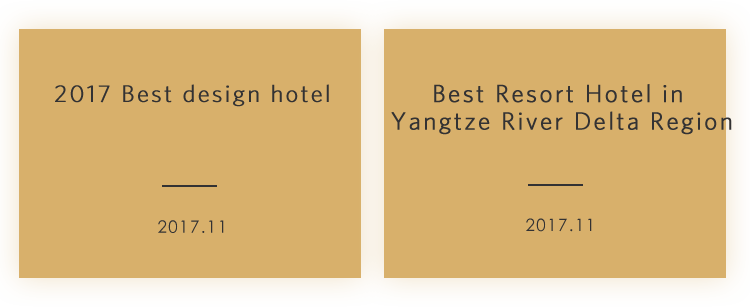 2017 Best design hotel
2017.11
Best Resort Hotel in
Yangtze River Delta Region
2017.11